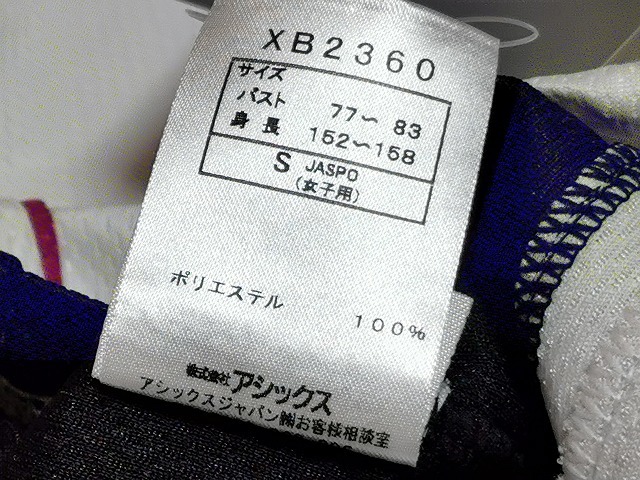 XB2360
サイズ
バスト 77～ 83
身長 152～158
S JASPO
(女子用)
ポリエステル
100%
株式会社アシックス
アシックスジャパン㈱お客様相談室